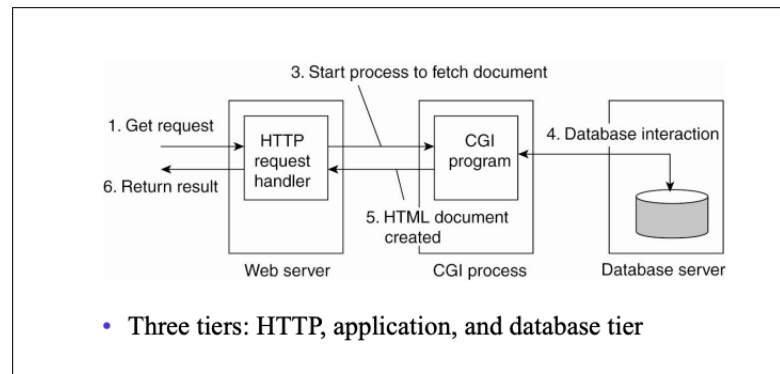 3. Start process to fetch document
1. Get request
HTTP
request
handler
CGI
program
4. Database interaction
6. Return result
5. HTML document
created
Web server
CGI process
Database server
• Three tiers: HTTP, application, and database tier